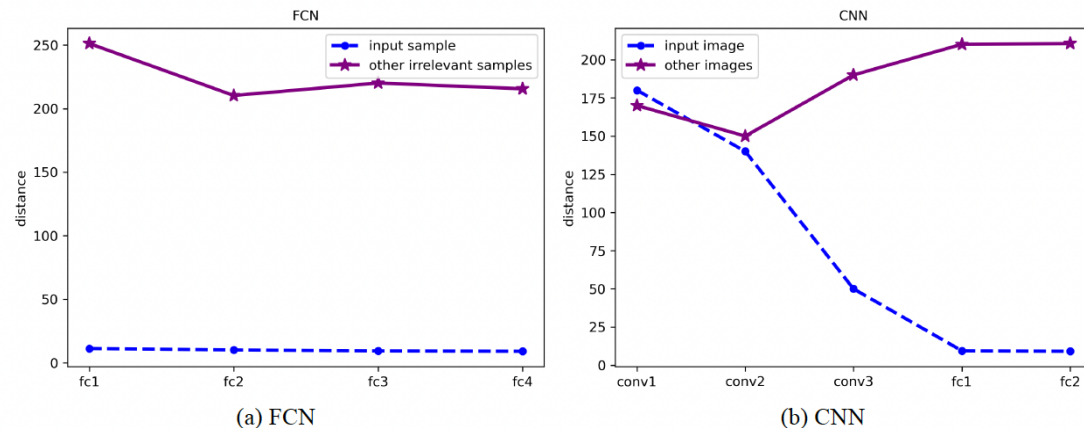 FCN
250
200
150
100
50
0
distance
input sample
other irrelevant samples
fc1 fc2 fc3 fc4
(a) FCN
CNN
200
175
150
125
100
75
50
25
0
distance
input image
other images
conv1 conv2 conv3 fc1 fc2
(b) CNN